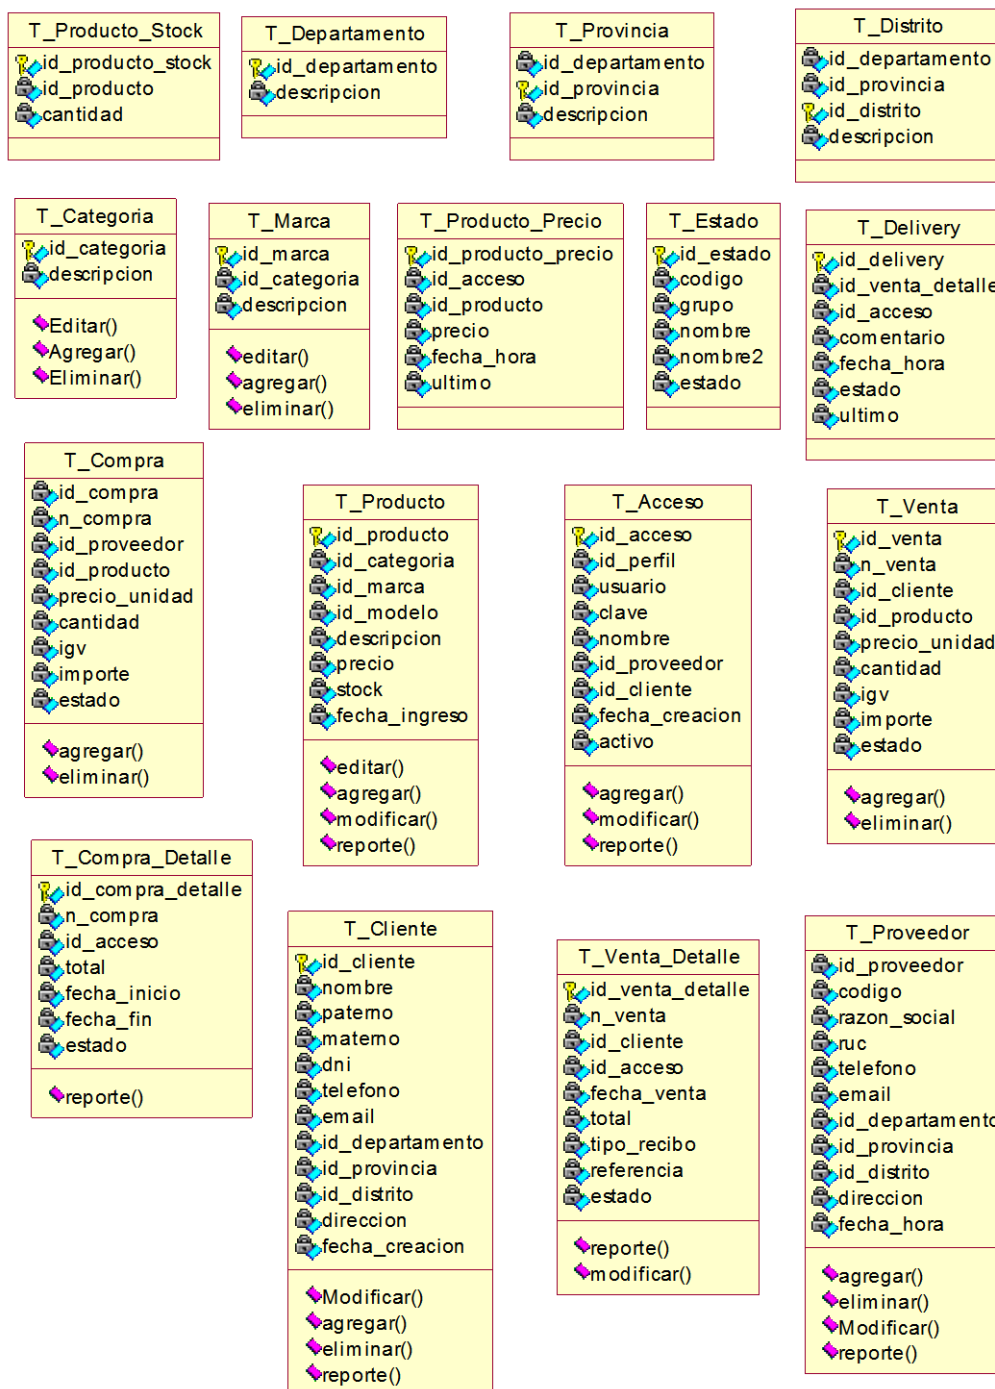 T_Producto_Stock
id_producto_stock
id_producto
cantidad
T_Departamento
id_departamento
descripcion
T_Provincia
id_departamento
id_provincia
descripcion
T_Distrito
id_departamento
id_provincia
id_distrito
descripcion
T_Categoria
id_categoria
descripcion
Editar()
Agregar()
Eliminar()
T_Marca
id_marca
id_categoria
descripcion
editar()
agregar()
eliminar()
T_Producto_Precio
id_producto_precio
id_acceso
id_producto
precio
fecha_hora
ultimo
T_Estado
id_estado
codigo
grupo
nombre
nombre2
estado
T_Delivery
id_delivery
id_venta_detalle
id_acceso
comentario
fecha_hora
estado
ultimo
T_Compra
id_compra
n_compra
id_proveedor
id_producto
precio_unidad
cantidad
igv
importe
estado
agregar()
eliminar()
T_Producto
id_producto
id_categoria
id_marca
id_modelo
descripcion
precio
stock
fecha_ingreso
editar()
agregar()
modificar()
reporte()
T_Acceso
id_acceso
id_perfil
usuario
clave
nombre
id_proveedor
id_cliente
fecha_creacion
activo
agregar()
modificar()
reporte()
T_Venta
id_venta
n_venta
id_cliente
id_producto
precio_unidad
cantidad
igv
importe
estado
agregar()
eliminar()
T_Compra_Detalle
id_compra_detalle
n_compra
id_acceso
total
fecha_inicio
fecha_fin
estado
reporte()
T_Cliente
id_cliente
nombre
paterno
materno
dni
telefono
email
id_departamento
id_provincia
id_distrito
direccion
fecha_creacion
Modificar()
agregar()
eliminar()
reporte()
T_Venta_Detalle
id_venta_detalle
n_venta
id_cliente
id_acceso
fecha_venta
total
tipo_recibo
referencia
estado
reporte()
modificar()
T_Proveedor
id_proveedor
codigo
razon_social
ruc
telefono
email
id_departamento
id_provincia
id_distrito
direccion
fecha_hora
agregar()
eliminar()
Modificar()
reporte()